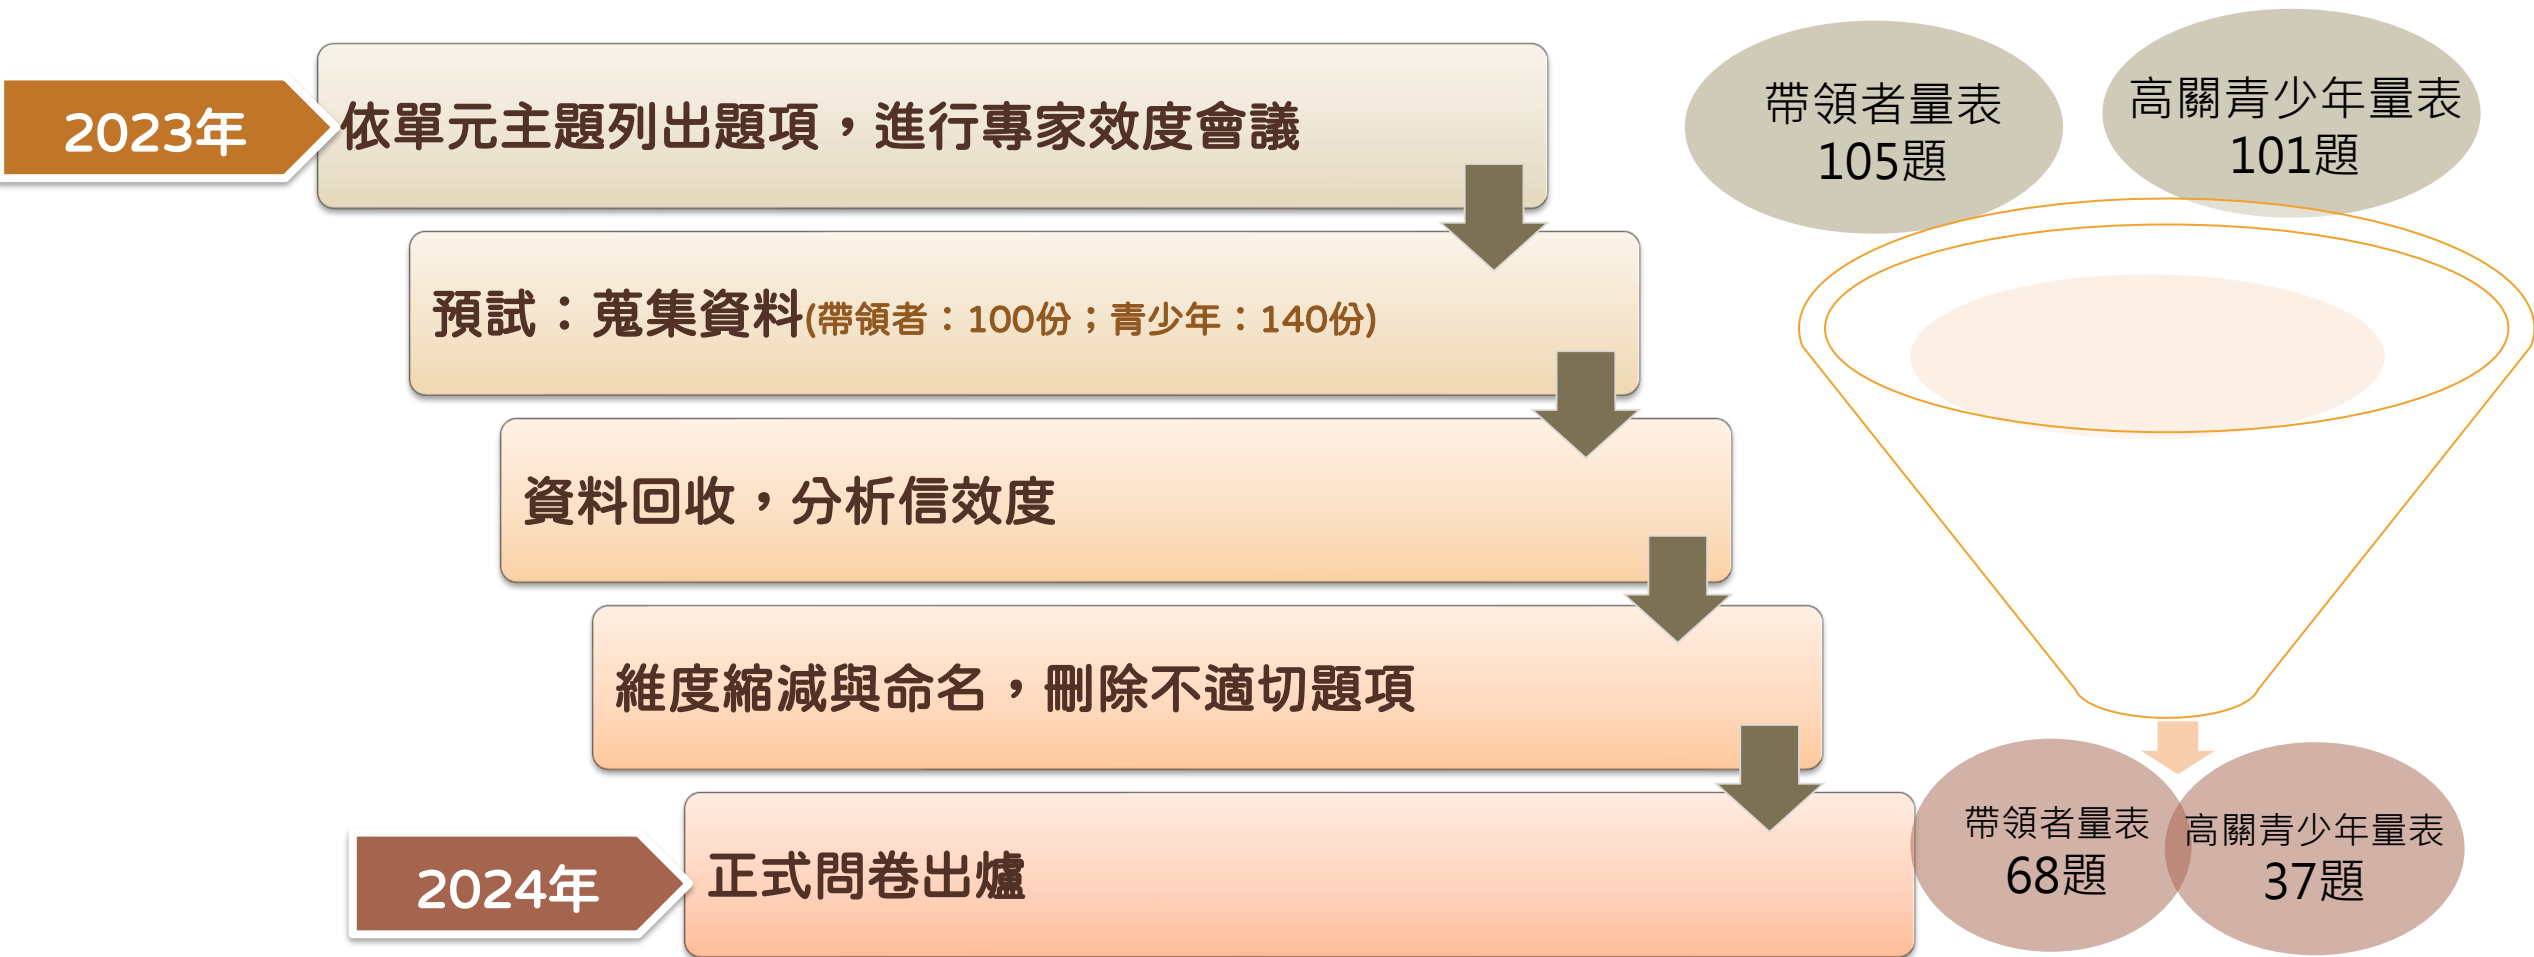 2023年
依單元主題列出題項，進行專家效度會議
預試：蒐集資料(帶領者：100份；青少年：140份)
資料回收，分析信效度
維度縮減與命名，刪除不適切題項
2024年
正式問卷出爐
帶領者量表
105題
高關青少年量表
101題
帶領者量表
68題
高關青少年量表
37題